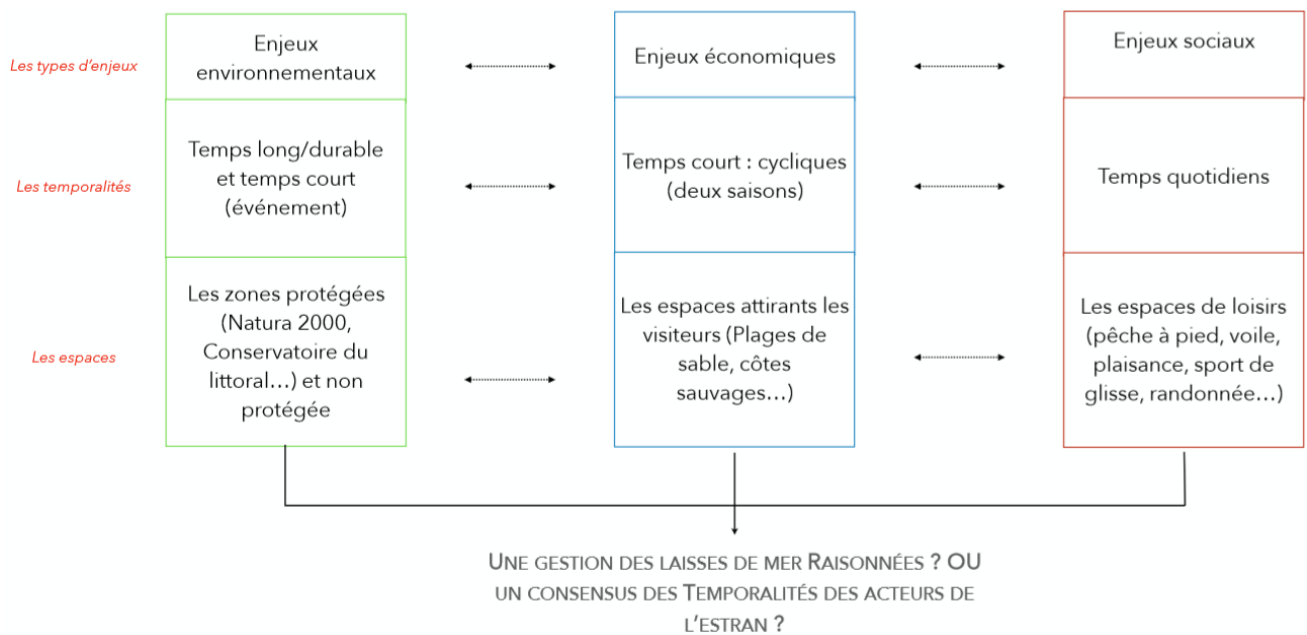 Les types d'enjeux
Enjeux
environnementaux
Enjeux économiques
Enjeux sociaux
Les temporalités
Temps long/durable
et temps court
(événement)
Temps court : cycliques
(deux saisons)
Temps quotidiens
Les espaces
Les zones protégées
(Natura 2000,
Conservatoire du
littoral…) et non
protégée
Les espaces attirants les
visiteurs (Plages de
sable, côtes
sauvages…)
Les espaces de loisirs
(pêche à pied, voile,
plaisance, sport de
glisse, randonnée…)
Une gestion des laisses de mer Raisonnées ? OU
un consensus des Temporalités des acteurs de
l'estran ?